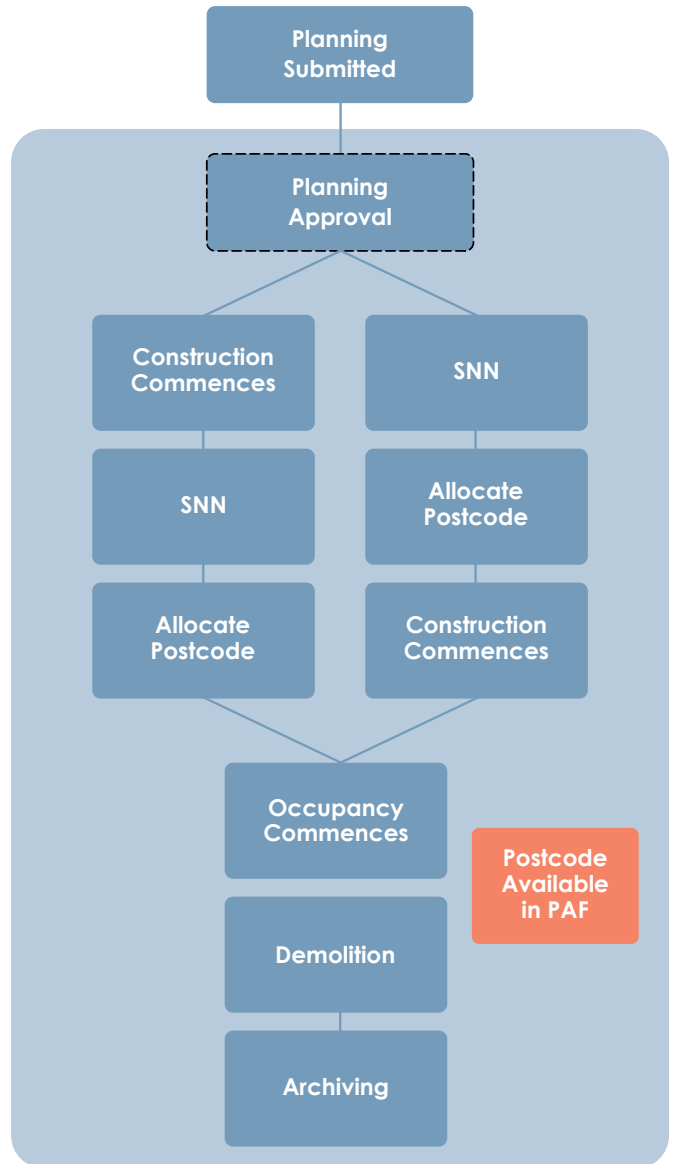 Planning
Submitted
Planning
Approval
Construction
Commences
SNN
SNN
Allocate
Postcode
Allocate
Postcode
Construction
Commences
Occupancy
Commences
Postcode
Available
in PAF
Demolition
Archiving